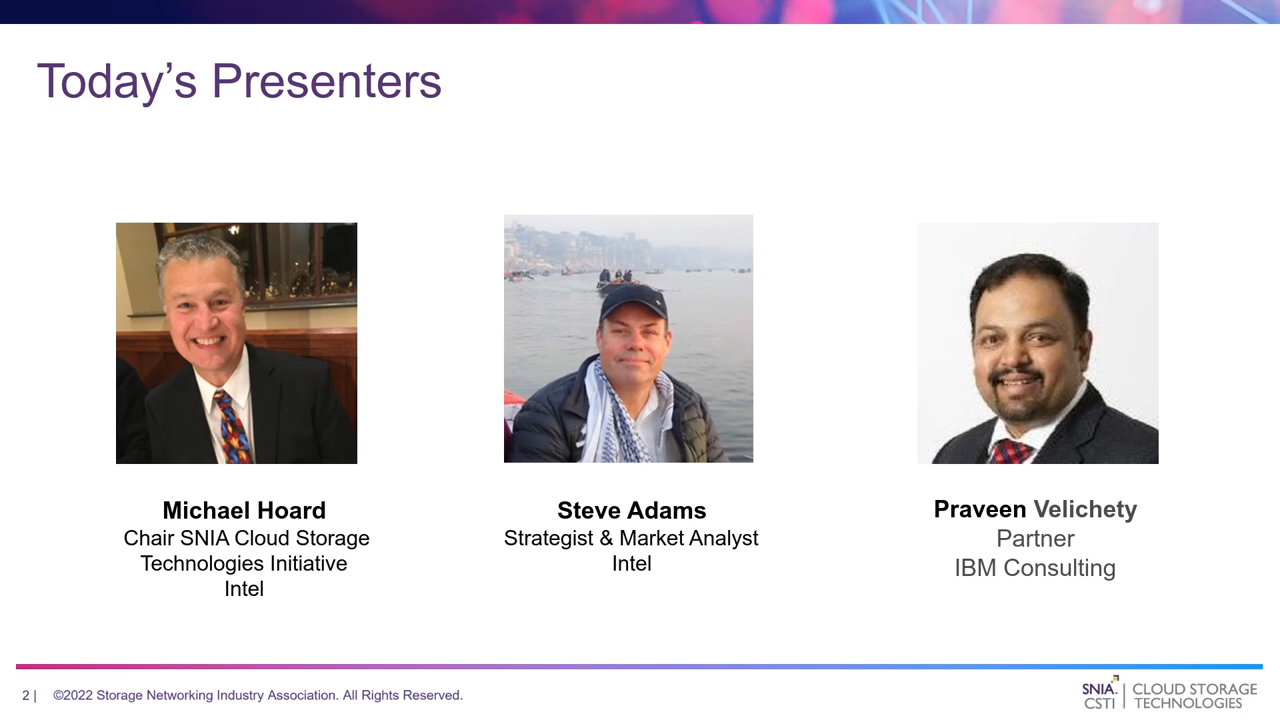 Today’s Presenters
Michael Hoard
Chair SNIA Cloud Storage
Technologies Initiative
Intel
Steve Adams
Strategist & Market Analyst
Intel
Praveen Velichety
Partner
IBM Consulting
2 | ©2022 Storage Networking Industry Association. All Rights Reserved.
SNIA. | CLOUD STORAGE
CSTI | TECHNOLOGIES